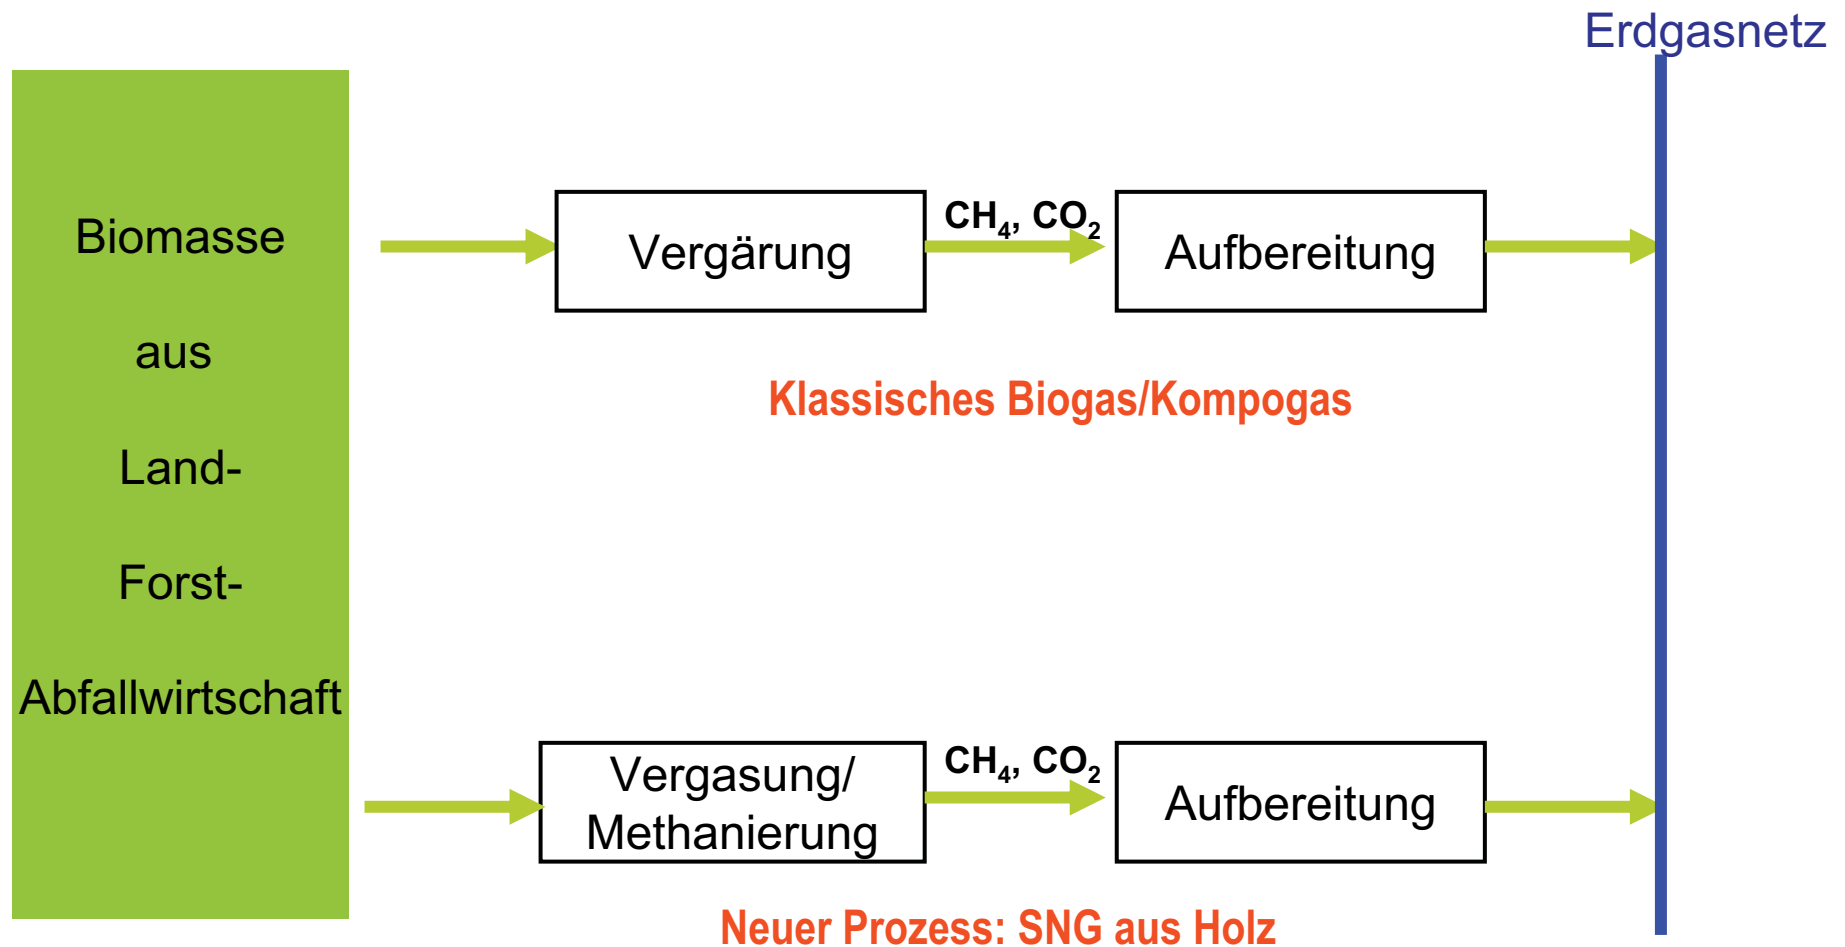 Erdgasnetz
Biomasse
aus
Land-
Forst-
Abfallwirtschaft
Vergärung
CH₄, CO₂
Aufbereitung
Klassisches Biogas/Kompogas
Vergasung/
Methanierung
CH₄, CO₂
Aufbereitung
Neuer Prozess: SNG aus Holz